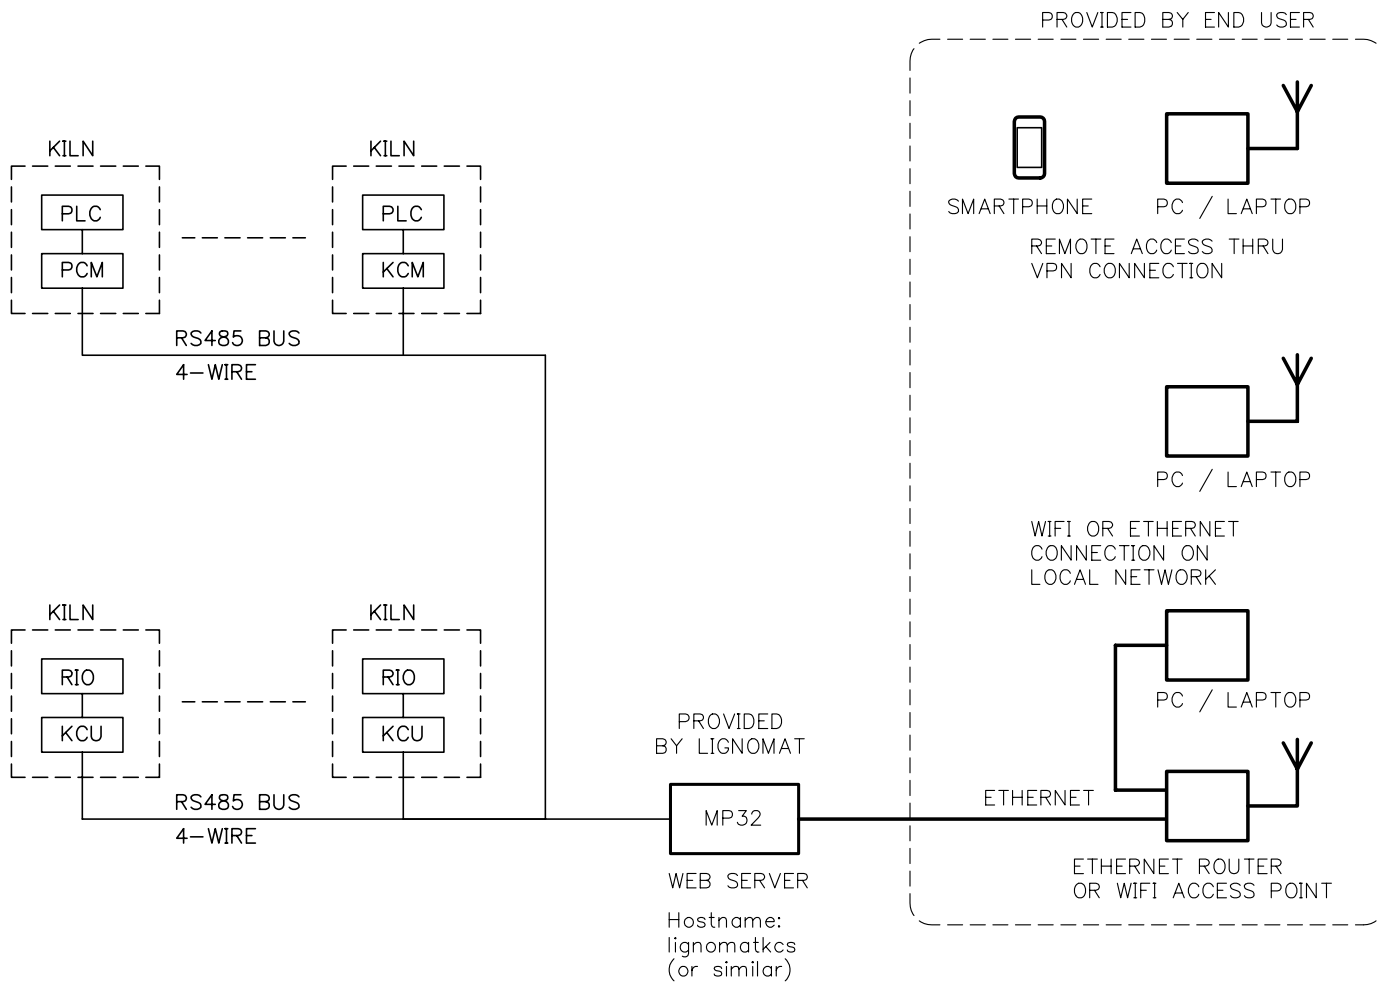 PROVIDED BY END USER
KILN
KILN
PLC
PLC
PCM
KCM
RS485 BUS
4-WIRE
SMARTPHONE
PC / LAPTOP
REMOTE ACCESS THRU
VPN CONNECTION
PC / LAPTOP
WIFI OR ETHERNET
CONNECTION ON
LOCAL NETWORK
KILN
KILN
RIO
RIO
KCU
KCU
RS485 BUS
4-WIRE
PC / LAPTOP
PROVIDED
BY LIGNOMAT
MP32
ETHERNET
WEB SERVER
Hostname:
lignomatkcs
(or similar)
ETHERNET ROUTER
OR WIFI ACCESS POINT